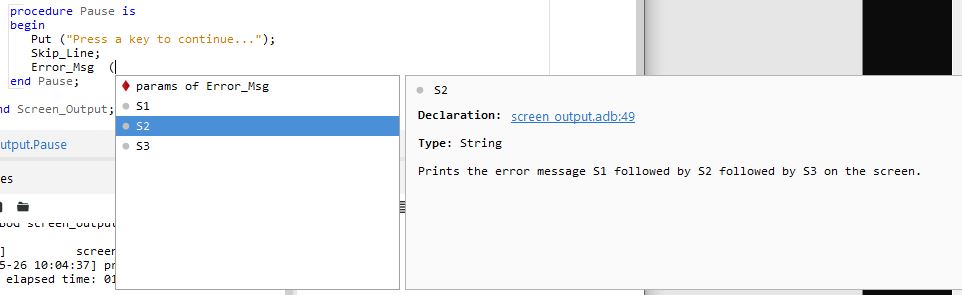 procedure Pause is
begin
Put ("Press a key to continue...");
Skip_Line;
Error_Msg (
end Pause;
nd Screen_Output;
utput.Pause
es
screen_output
] screen
5-26 10:04:37] pr
elapsed time: 01
params of Error_Msg
S1
S2
S3
S2
Declaration: screen_output.adb:49
Type: String
Prints the error message S1 followed by S2 followed by S3 on the screen.